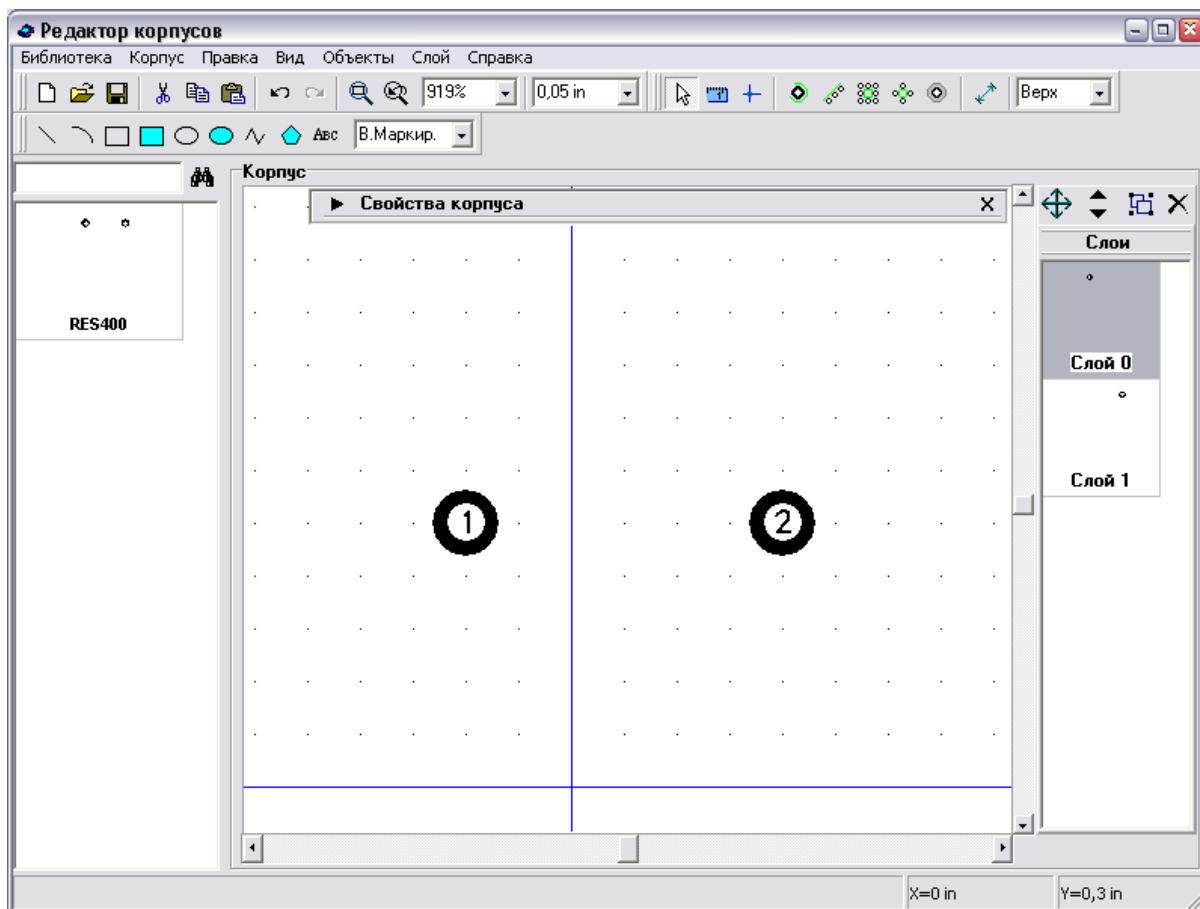 Редактор корпусов
Библиотека Корпус Правка Вид Объекты Слой Справка
919% 0,05 in Верх
Авс В.Маркир.
Корпус
Свойства корпуса
Слои
RES400
Слой 0
Слой 1
1 2
X=0 in Y=0,3 in